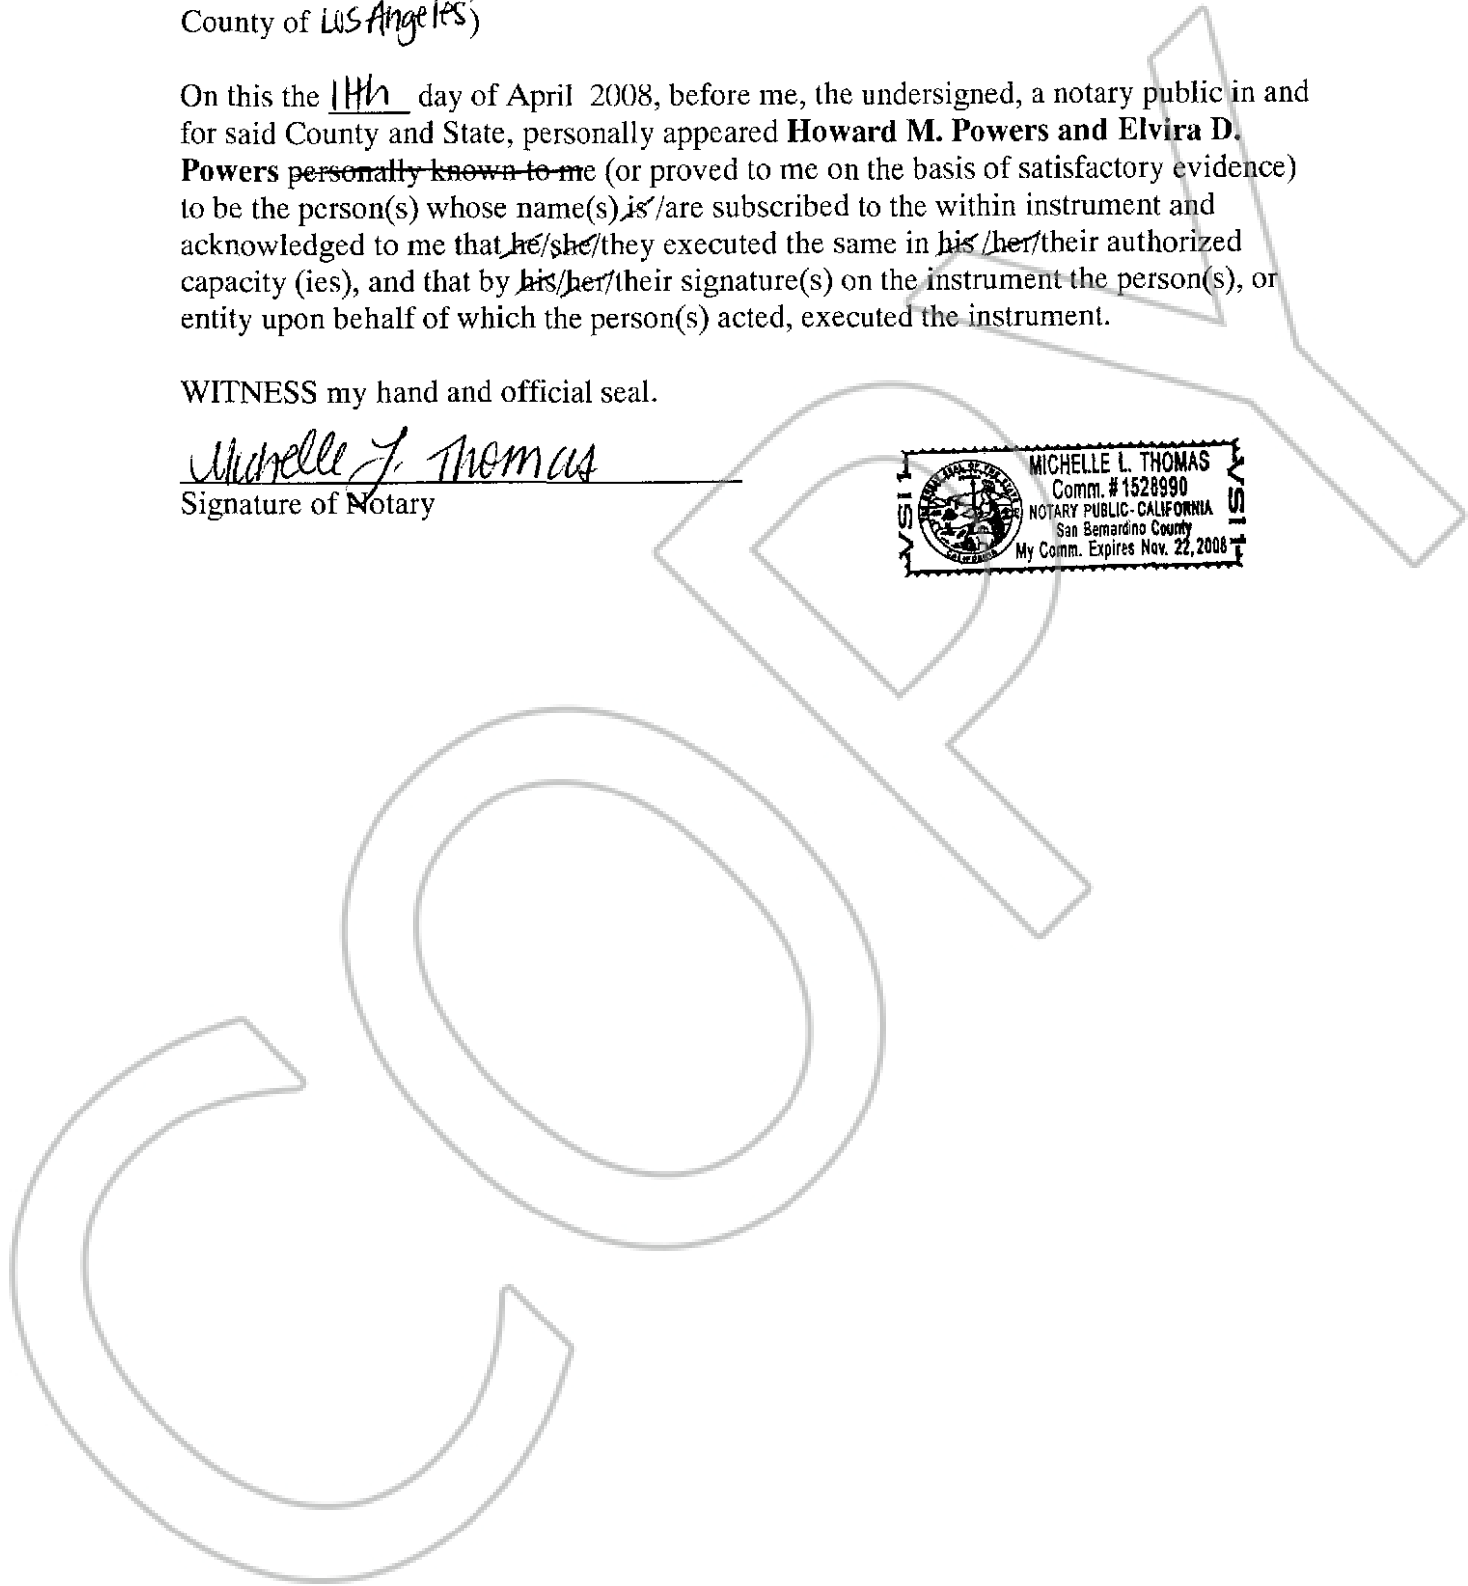 County of Los Angeles)
On this the 11th day of April 2008, before me, the undersigned, a notary public in and
for said County and State, personally appeared Howard M. Powers and Elvira D.
Powers personally known to me (or proved to me on the basis of satisfactory evidence)
to be the person(s) whose name(s) is/are subscribed to the within instrument and
acknowledged to me that he/she/they executed the same in his/her/their authorized
capacity (ies), and that by his/her/their signature(s) on the instrument the person(s), or
entity upon behalf of which the person(s) acted, executed the instrument.
WITNESS my hand and official seal.
Michelle L. Thomas
Signature of Notary
MICHELLE L. THOMAS
Comm. # 1528990
NOTARY PUBLIC - CALIFORNIA
San Bernardino County
My Comm. Expires Nov. 22, 2008
VSI 1
VSI 1
COPY